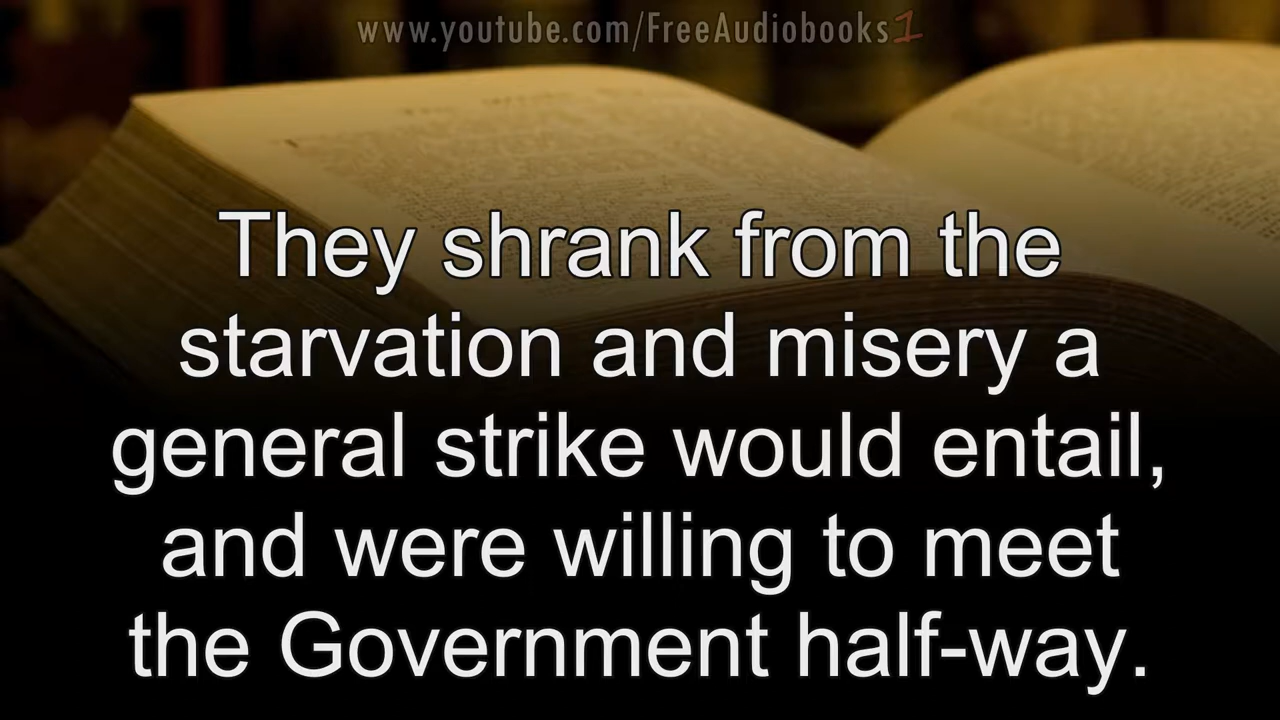 www.youtube.com/FreeAudiobooks1
They shrank from the
starvation and misery a
general strike would entail,
and were willing to meet
the Government half-way.